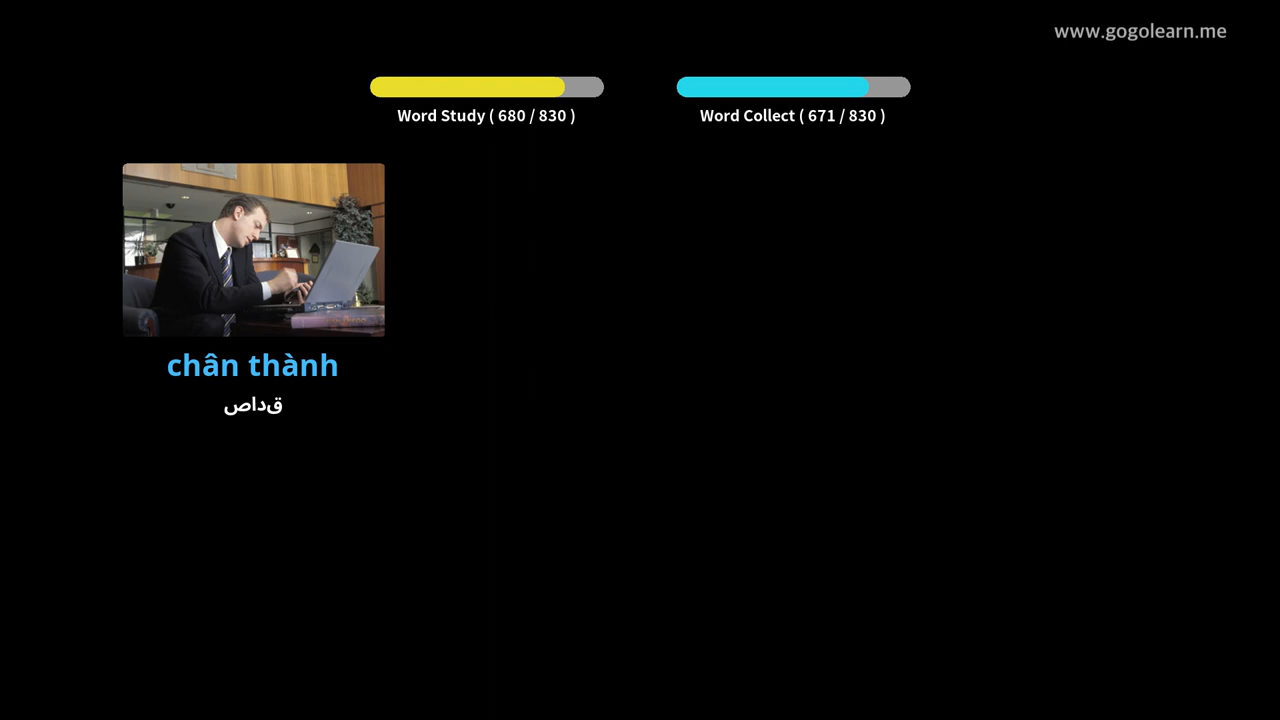 www.gogolearn.me
Word Study ( 680 / 830 )
Word Collect ( 671 / 830 )
chân thành
قداص